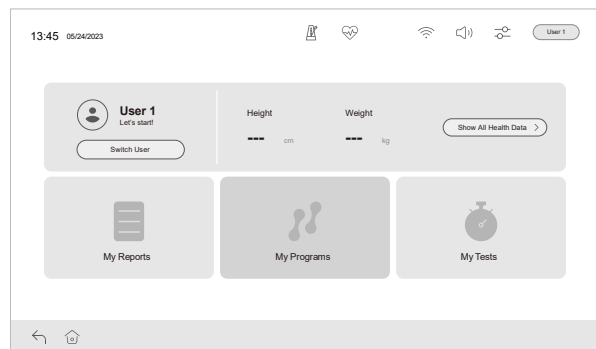 13:45 05/24/2023
User 1
User 1
Let's start!
Switch User
Height
--- cm
Weight
--- kg
Show All Health Data
My Reports
My Programs
My Tests